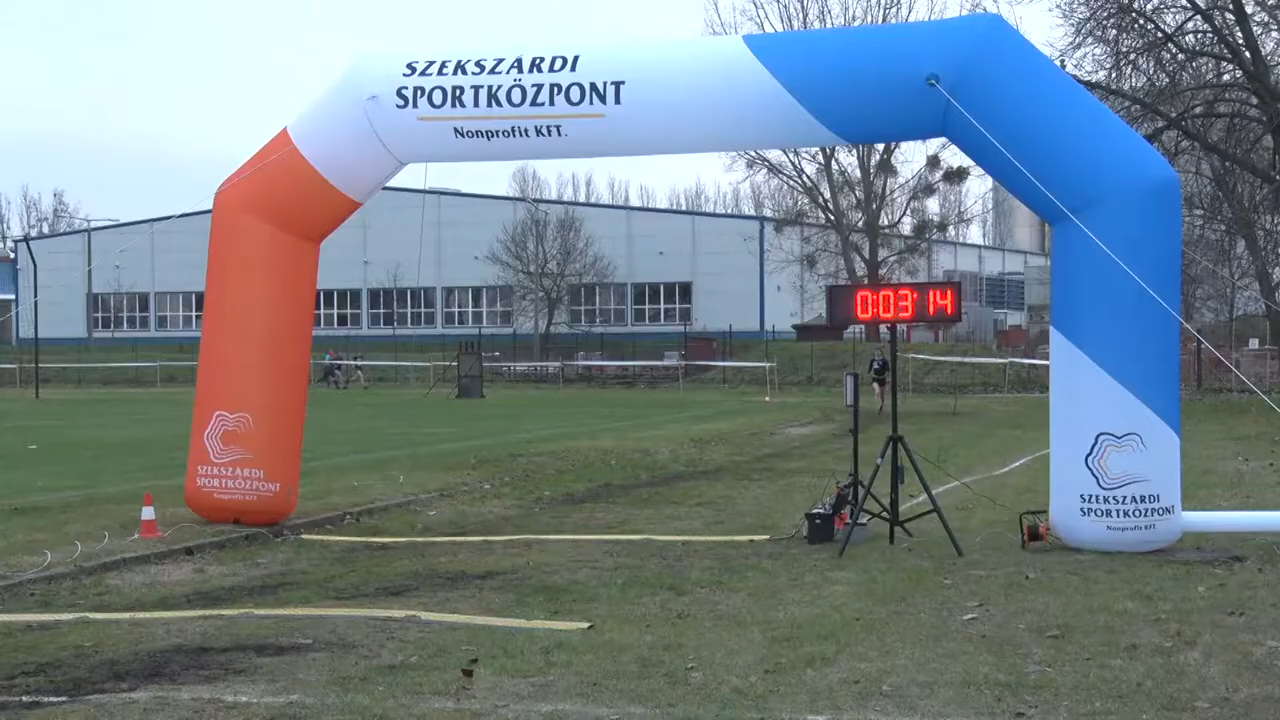 SZEKSZÁRDI
SPORTKÖZPONT
Nonprofit KFT.
0:03'14
SZEKSZÁRDI
SPORTKÖZPONT
Nonprofit KFT.
SZEKSZÁRDI
SPORTKÖZPONT
Nonprofit KFT.